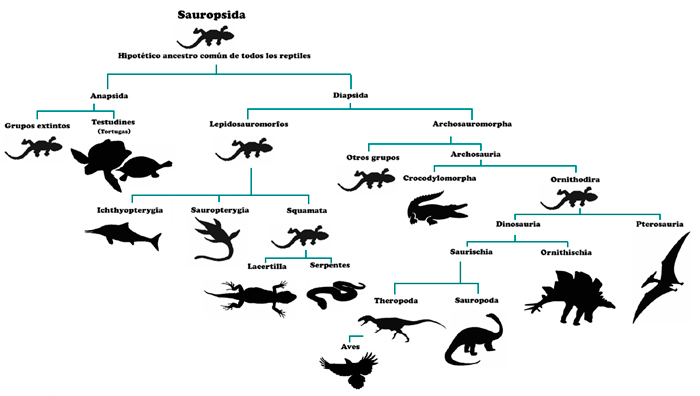 Sauropsida
Hipotético ancestro común de todos los reptiles
Anapsida
Diapsida
Grupos extintos
Testudines
(Tortugas)
Lepidosauromorfos
Archosauromorpha
Otros grupos
Archosauria
Crocodylomorpha
Ornithodira
Ichthyopterygia
Sauropterygia
Squamata
Dinosauria
Pterosauria
Lacertilla
Serpentes
Saurischia
Ornithischia
Theropoda
Sauropoda
Aves